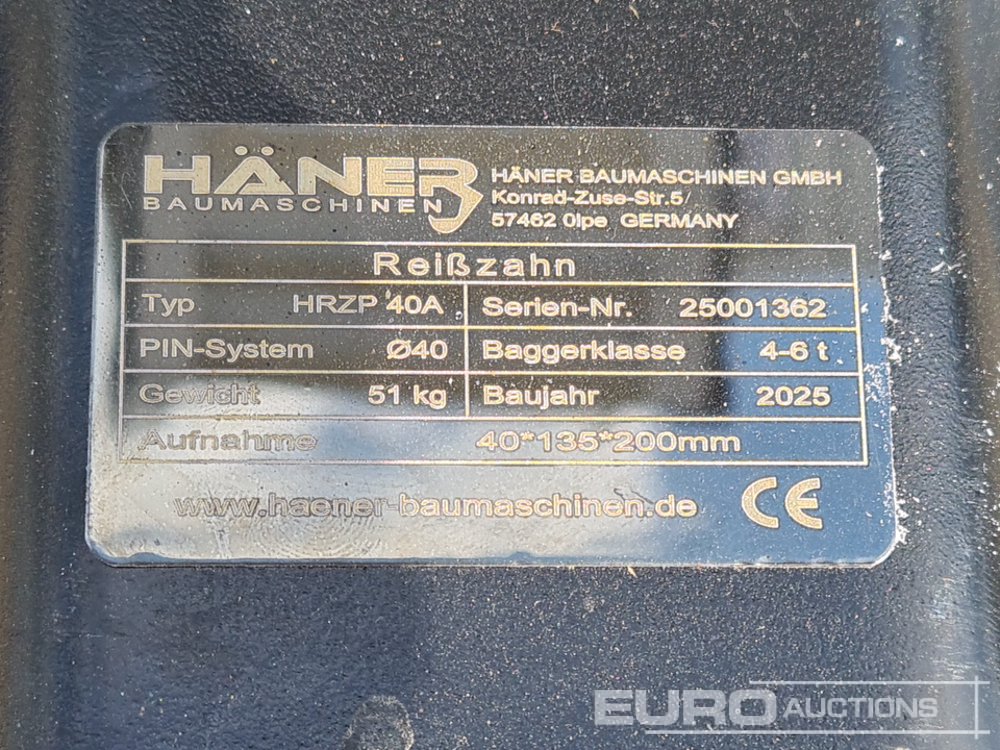 HÄNER
BAUMASCHINEN
HÄNER BAUMASCHINEN GMBH
Konrad-Zuse-Str.5/
57462 Olpe GERMANY
Reißzahn
Typ HRZP 40A Serien-Nr. 25001362
PIN-System Ø40 Baggerklasse 4-6 t
Gewicht 51 kg Baujahr 2025
Aufnahme 40*135*200mm
www.haener-baumaschinen.de CE
EURO AUCTIONS